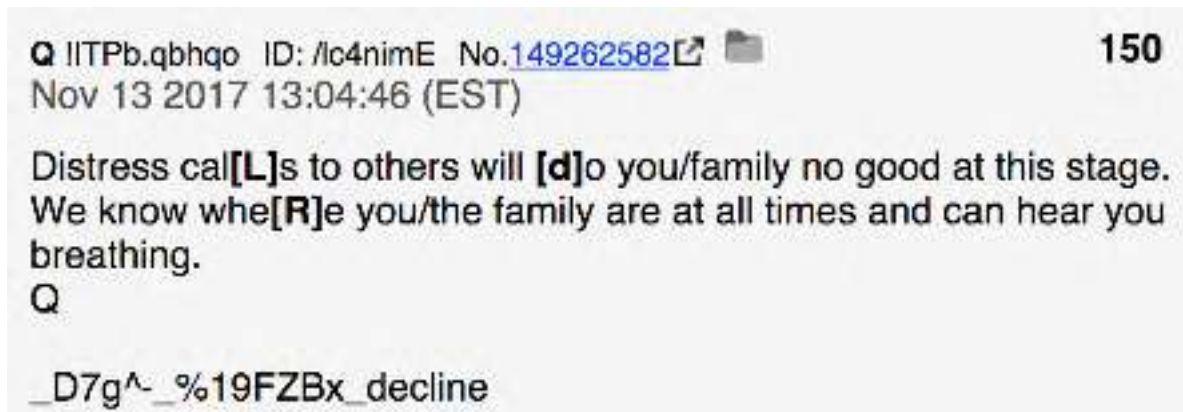 Q !ITPb.qbhqo ID: /lc4nimE No.149262582 150
Nov 13 2017 13:04:46 (EST)
Distress cal[L]s to others will [d]o you/family no good at this stage.
We know whe[R]e you/the family are at all times and can hear you
breathing.
Q
_D7g^-_%19FZBx_decline